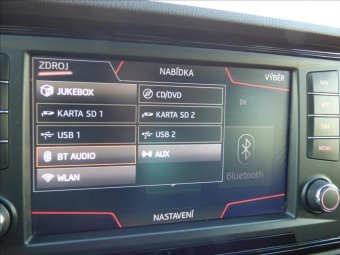 ZDROJ
NABÍDKA
VÝBĚR
JUKEBOX
CD/DVD
KARTA SD 1
KARTA SD 2
USB 1
USB 2
BT AUDIO
AUX
WLAN
Bluetooth
NASTAVENÍ
MENU